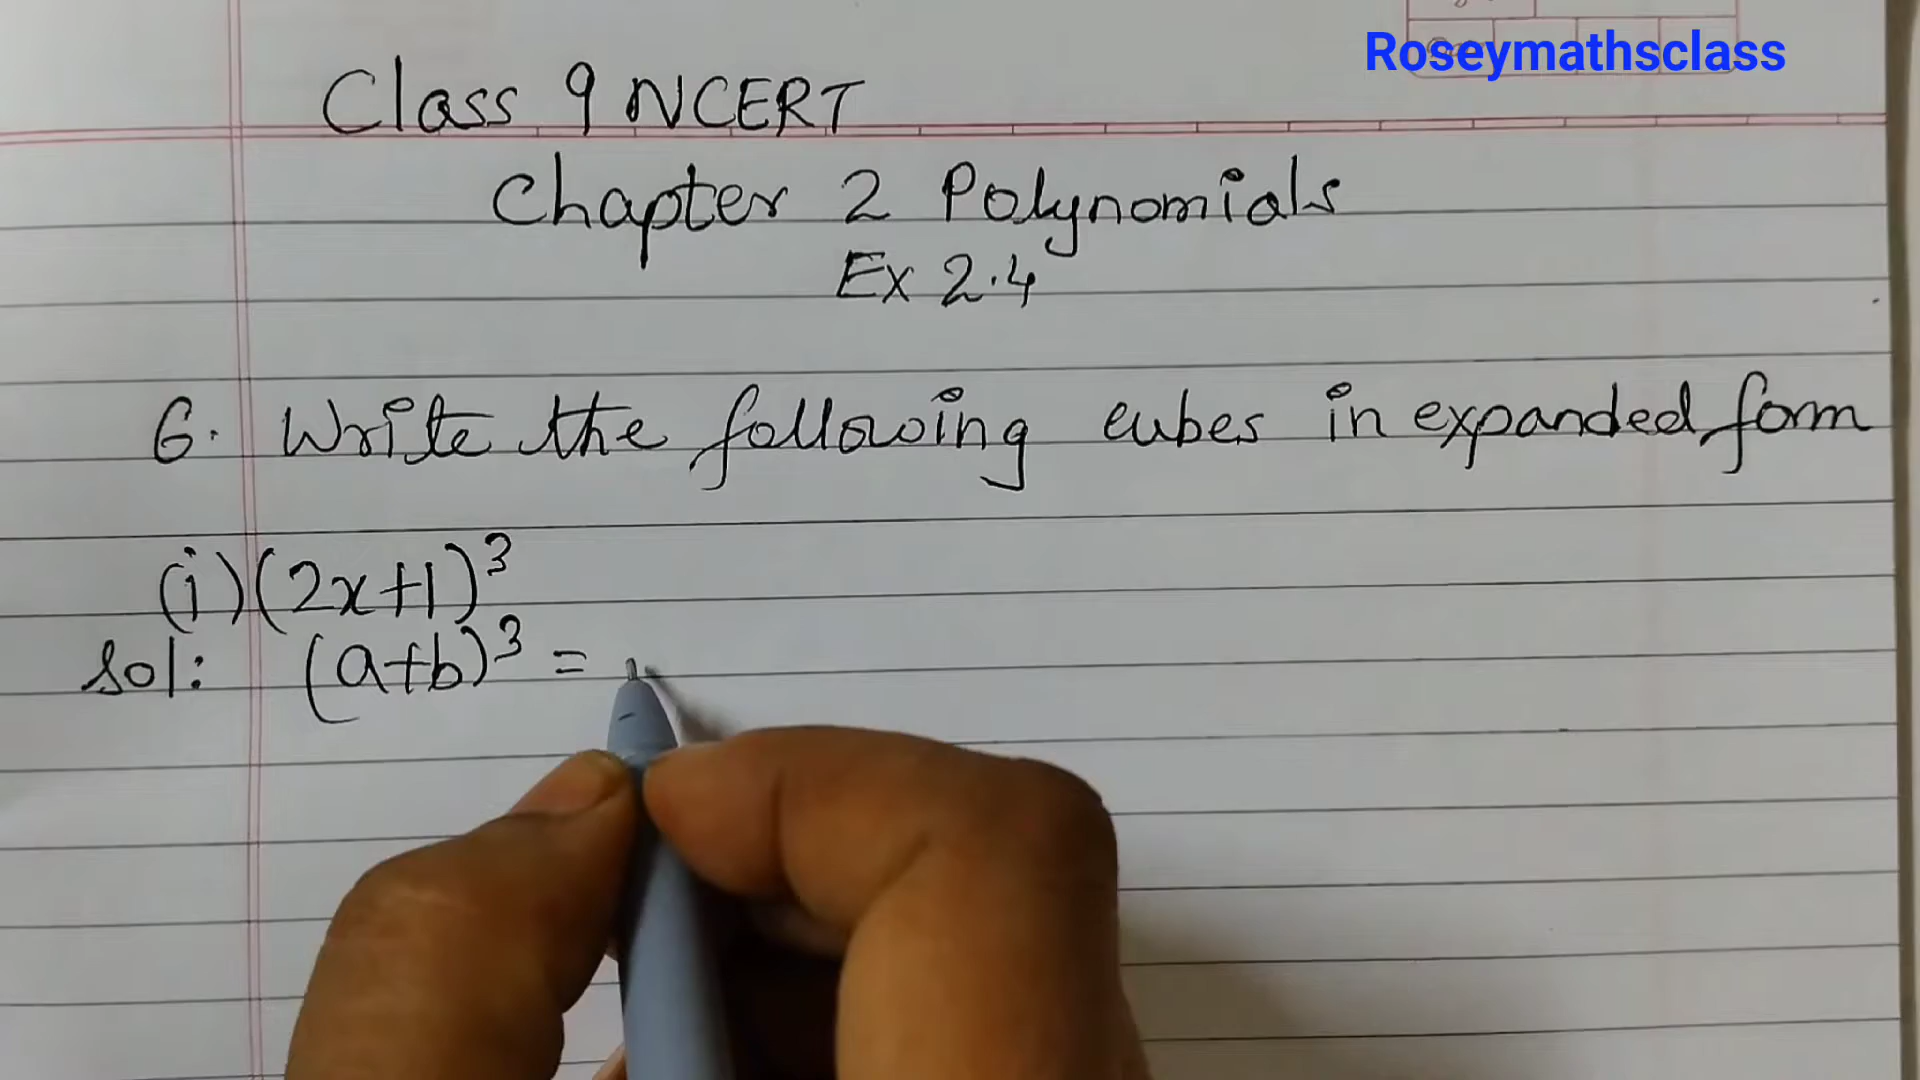 Roseymathsclass
Class 9 NCERT
Chapter 2 Polynomials
Ex 2.4
6. Write the following cubes in expanded form
(i) (2x+1)³
Sol: (a+b)³ =